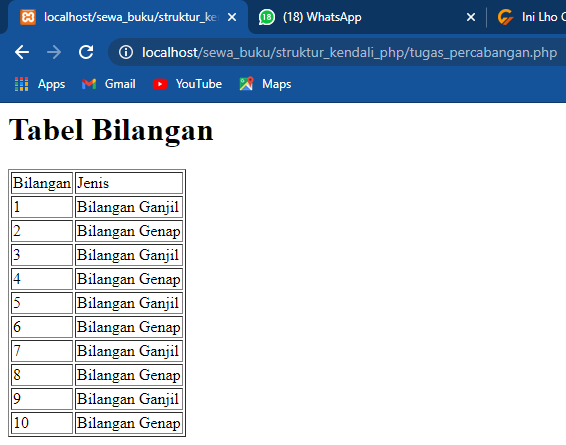 localhost/sewa_buku/struktur_ke
(18) WhatsApp
Ini Lho
localhost/sewa_buku/struktur_kendali_php/tugas_percabangan.php
Apps Gmail YouTube Maps
Tabel Bilangan
Bilangan Jenis
1 Bilangan Ganjil
2 Bilangan Genap
3 Bilangan Ganjil
4 Bilangan Genap
5 Bilangan Ganjil
6 Bilangan Genap
7 Bilangan Ganjil
8 Bilangan Genap
9 Bilangan Ganjil
10 Bilangan Genap